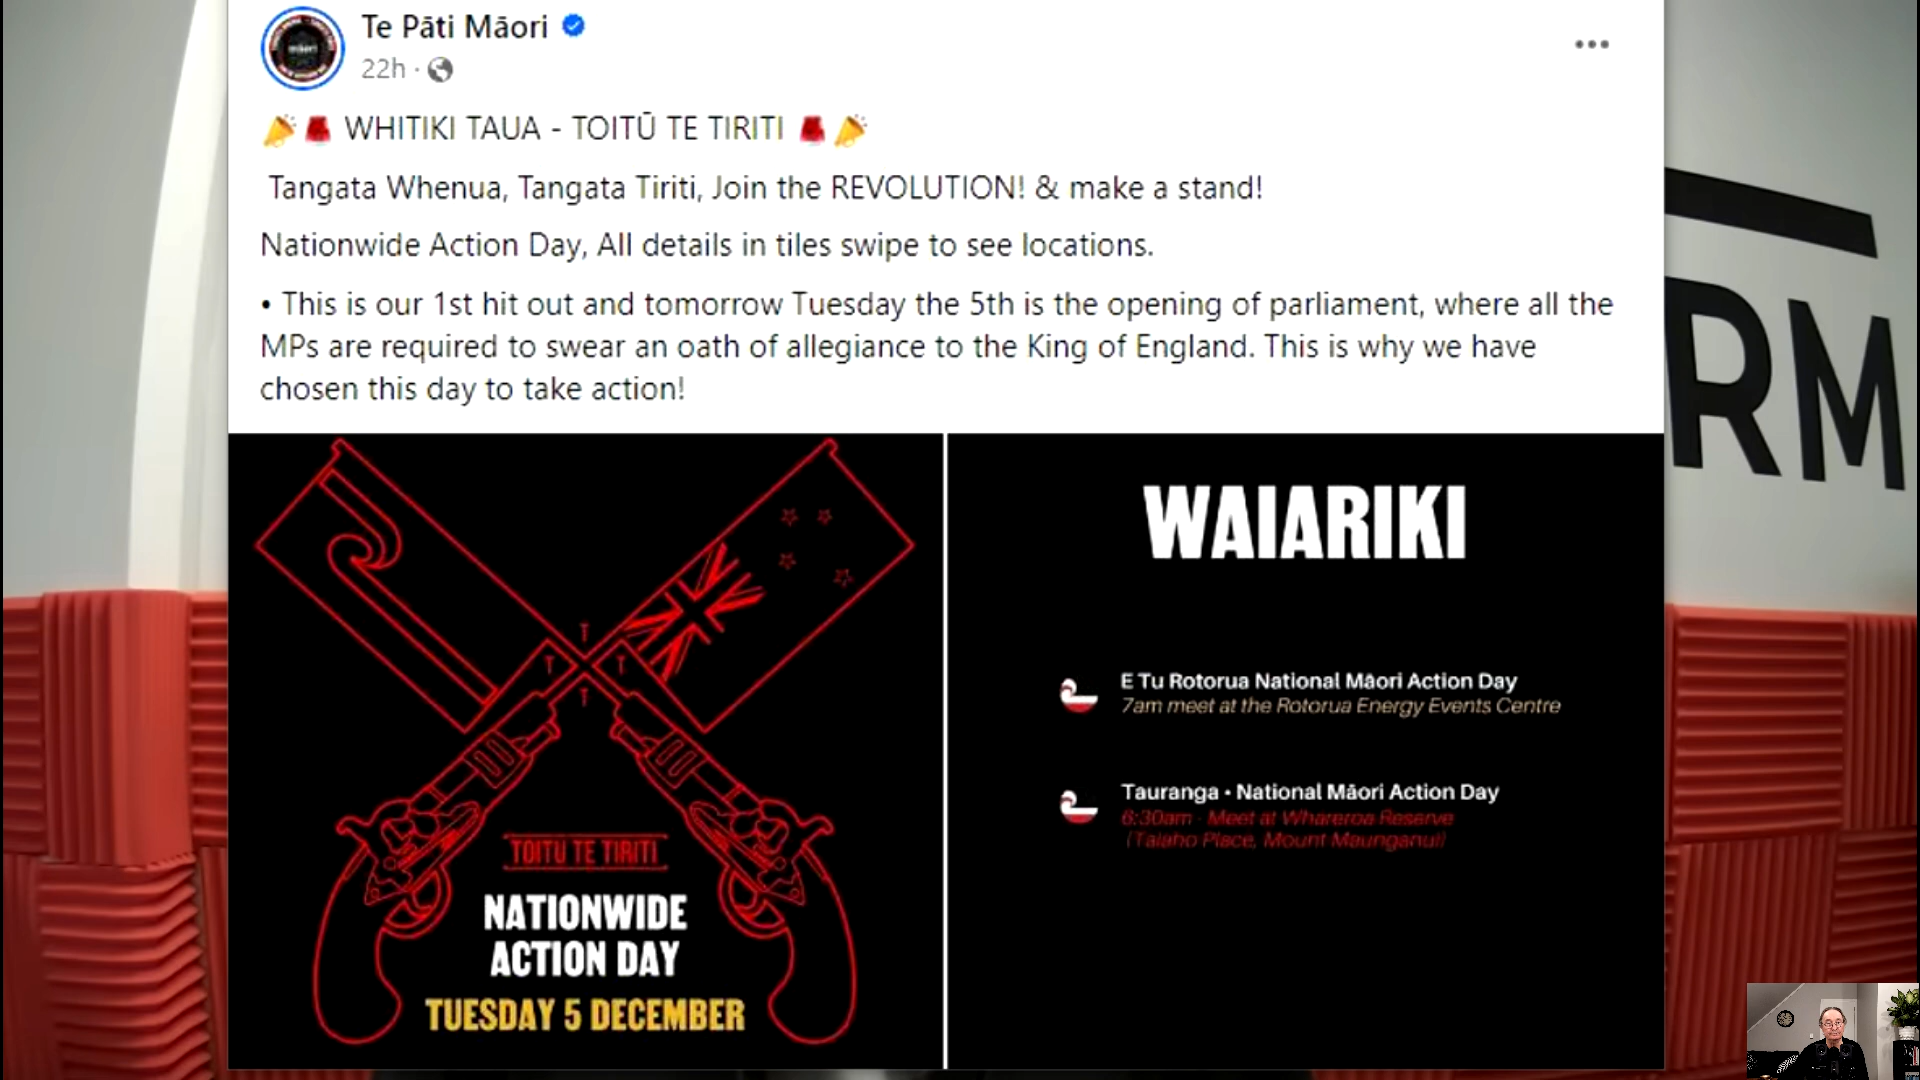 Te Pāti Māori
22h ·
WHITIKI TAUA - TOITŪ TE TIRITI
Tangata Whenua, Tangata Tiriti, Join the REVOLUTION! & make a stand!
Nationwide Action Day, All details in tiles swipe to see locations.
• This is our 1st hit out and tomorrow Tuesday the 5th is the opening of parliament, where all the
MPs are required to swear an oath of allegiance to the King of England. This is why we have
chosen this day to take action!
T
T T
T
TOITU TE TIRITI
NATIONWIDE
ACTION DAY
TUESDAY 5 DECEMBER
WAIARIKI
E Tu Rotorua National Māori Action Day
7am meet at the Rotorua Energy Events Centre
Tauranga • National Māori Action Day
6:30am - Meet at Whareroa Reserve
(Taiaho Place, Mount Maunganui)
RM